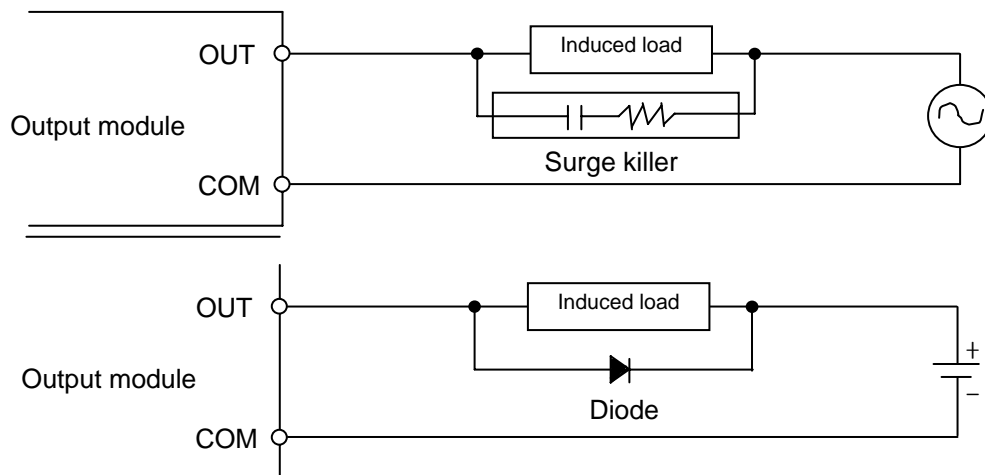 OUT
Induced load
Output module
Surge killer
COM
OUT
Induced load
+
Output module
−
Diode
COM